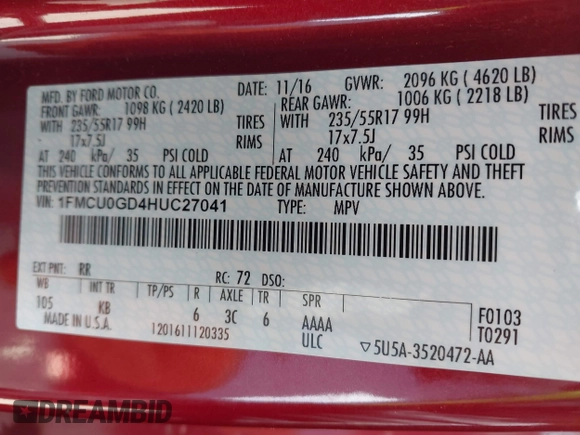 MFD. BY FORD MOTOR CO.
DATE: 11/16 GVWR: 2096 KG ( 4620 LB)
FRONT GAWR: 1098 KG ( 2420 LB)
REAR GAWR: 1006 KG ( 2218 LB)
WITH 235/55R17 99H TIRES
WITH 235/55R17 99H TIRES
- 17x7.5J RIMS
17x7.5J RIMS
AT 240 kPa/ 35 PSI COLD
AT 240 kPa/ 35 PSI COLD
THIS VEHICLE CONFORMS TO ALL APPLICABLE FEDERAL MOTOR VEHICLE SAFETY AND THEFT
PREVENTION STANDARDS IN EFFECT ON THE DATE OF MANUFACTURE SHOWN ABOVE.
VIN: 1FMCU0GD4HUC27041 TYPE: MPV
EXT PNT: RR RC: 72 DSO:
WB INT TR TP/PS R AXLE TR SPR
105 KB 6 3C 6 AAAA
ULC
F0103
T0291
MADE IN U.S.A. 1201611120335 ▽5U5A-3520472-AA
DREAMBID